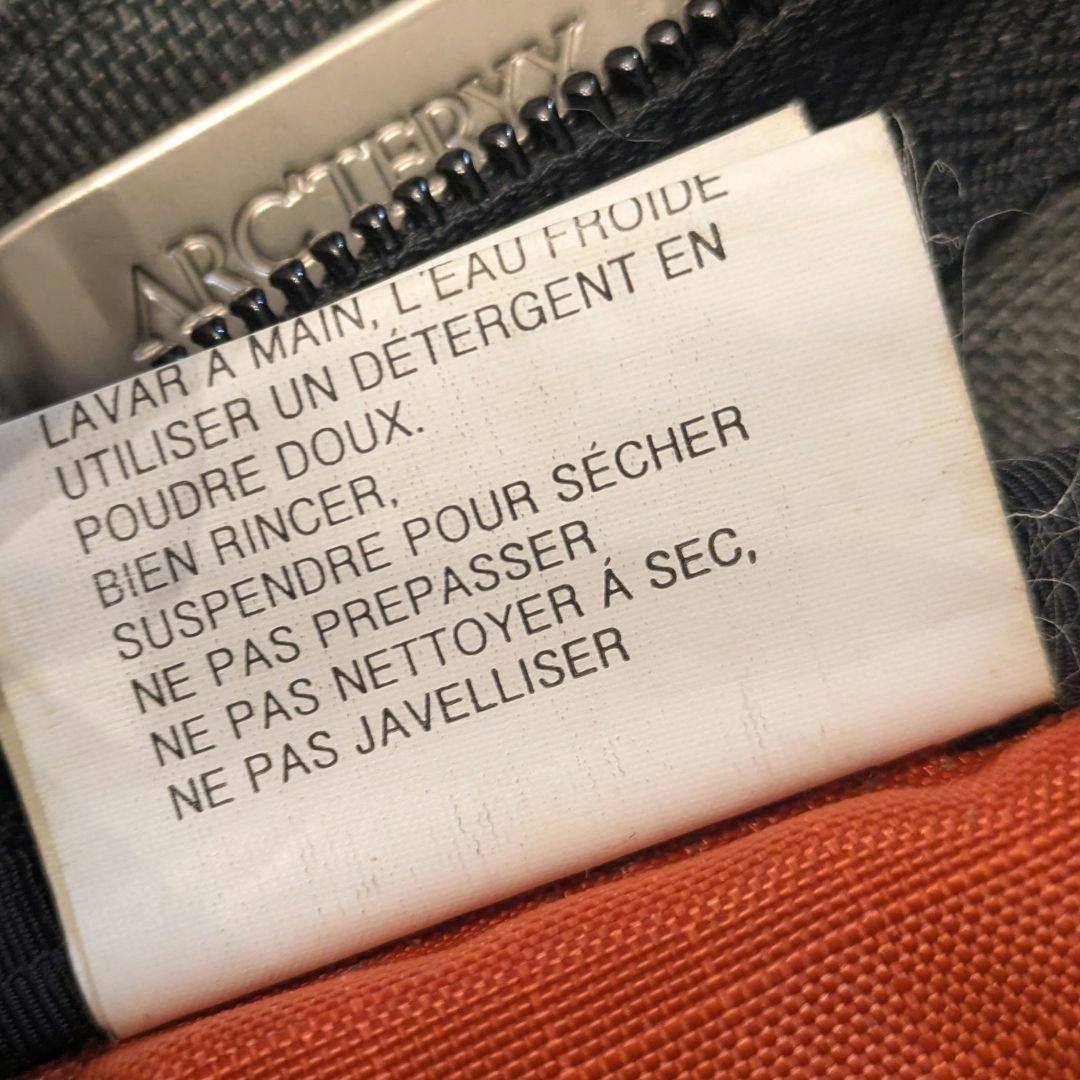 ARC'TERYX
LAVAR A MAIN, L'EAU FROIDE
UTILISER UN DÉTERGENT EN
POUDRE DOUX.
BIEN RINCER,
SUSPENDRE POUR SÉCHER
NE PAS PREPASSER
NE PAS NETTOYER Á SEC,
NE PAS JAVELLISER